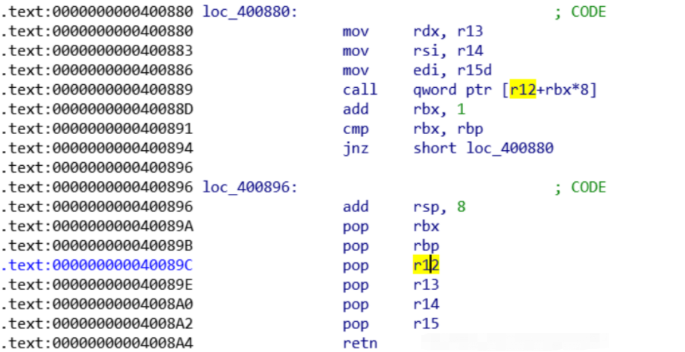 .text:0000000000400880 loc_400880: ; CODE
.text:0000000000400880 mov rdx, r13
.text:0000000000400883 mov rsi, r14
.text:0000000000400886 mov edi, r15d
.text:0000000000400889 call qword ptr [r12+rbx*8]
.text:000000000040088D add rbx, 1
.text:0000000000400891 cmp rbx, rbp
.text:0000000000400894 jnz short loc_400880
.text:0000000000400896
.text:0000000000400896 loc_400896: ; CODE
.text:0000000000400896 add rsp, 8
.text:000000000040089A pop rbx
.text:000000000040089B pop rbp
.text:000000000040089C pop r12
.text:000000000040089E pop r13
.text:00000000004008A0 pop r14
.text:00000000004008A2 pop r15
.text:00000000004008A4 retn